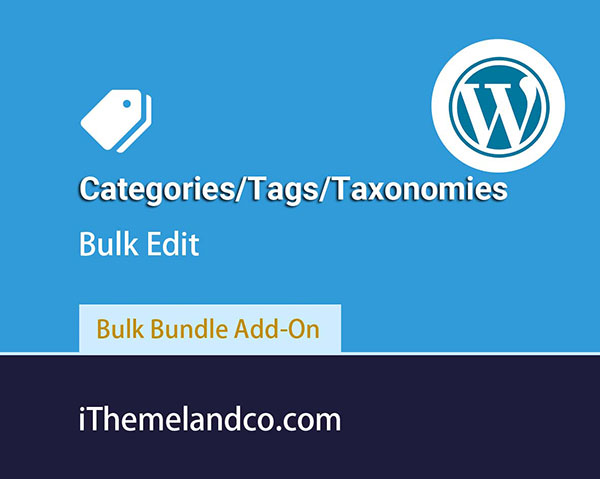 W
Categories/Tags/Taxonomies
Bulk Edit
Bulk Bundle Add-On
iThemelandco.com